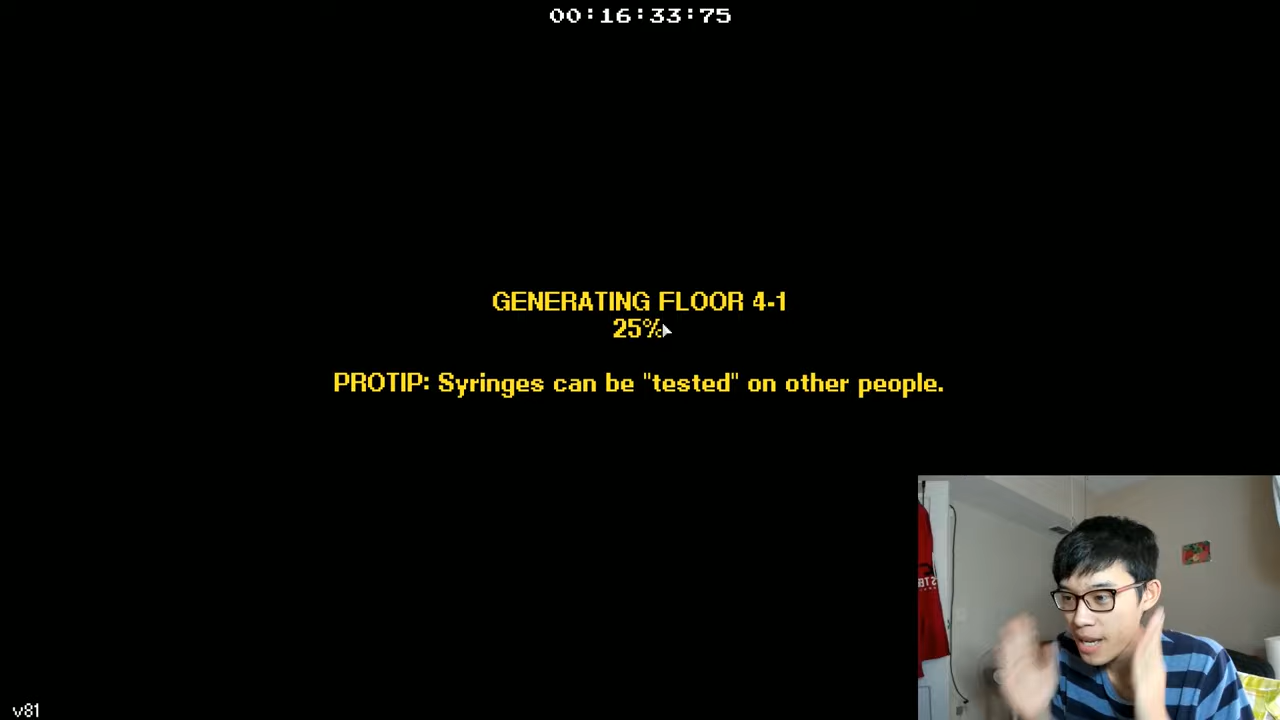 00:16:33:75
GENERATING FLOOR 4-1
25%
PROTIP: Syringes can be "tested" on other people.
v81